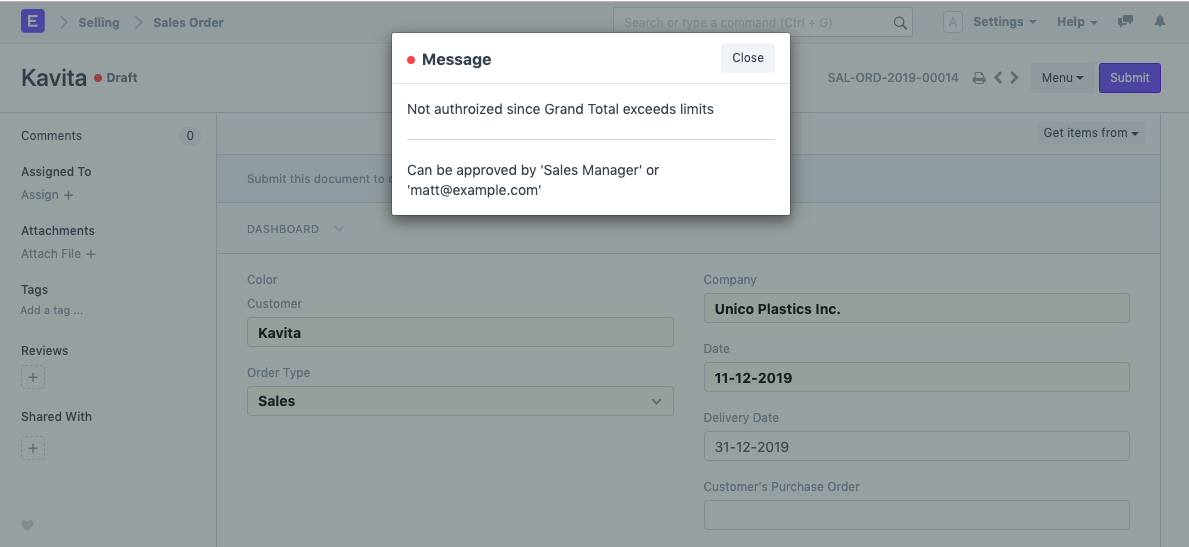 E Selling Sales Order Search or type a command (Ctrl + G) A Settings Help
Message Close
Kavita Draft SAL-ORD-2019-00014 Menu Submit
Not authroized since Grand Total exceeds limits
Can be approved by 'Sales Manager' or
'matt@example.com'
Comments 0
Assigned To
Assign +
Attachments
Attach File +
Tags
Add a tag ...
Reviews
+
Shared With
+
Get items from
Submit this document to
DASHBOARD
Color
Customer
Kavita
Order Type
Sales
Company
Unico Plastics Inc.
Date
11-12-2019
Delivery Date
31-12-2019
Customer's Purchase Order